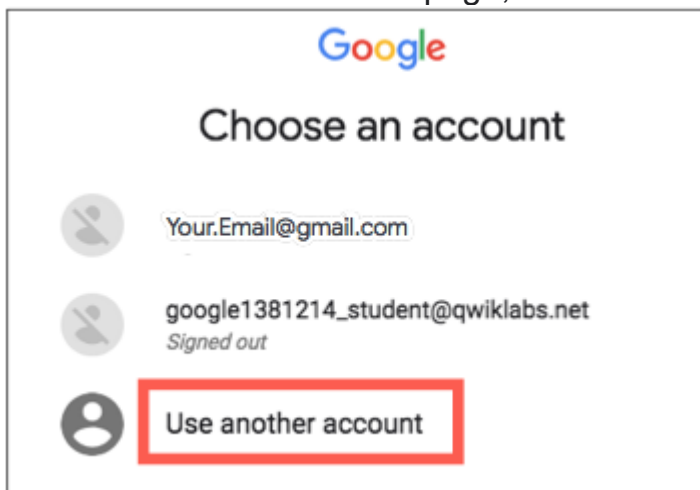 Google
Choose an account
Your.Email@gmail.com
google1381214_student@qwiklabs.net
Signed out
Use another account